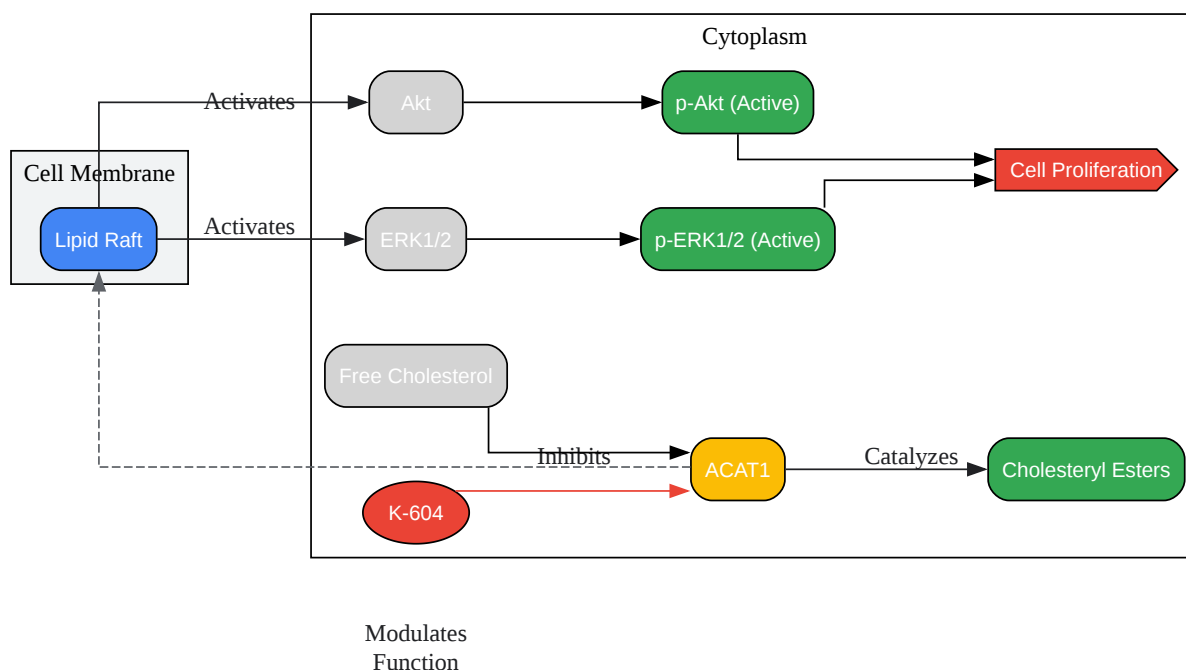 Cytoplasm
Activates
Akt
p-Akt (Active)
Cell Membrane
Cell Proliferation
Lipid Raft
Activates
ERK1/2
p-ERK1/2 (Active)
Free Cholesterol
Inhibits
ACAT1
Catalyzes
Cholesteryl Esters
K-604
Modulates
Function